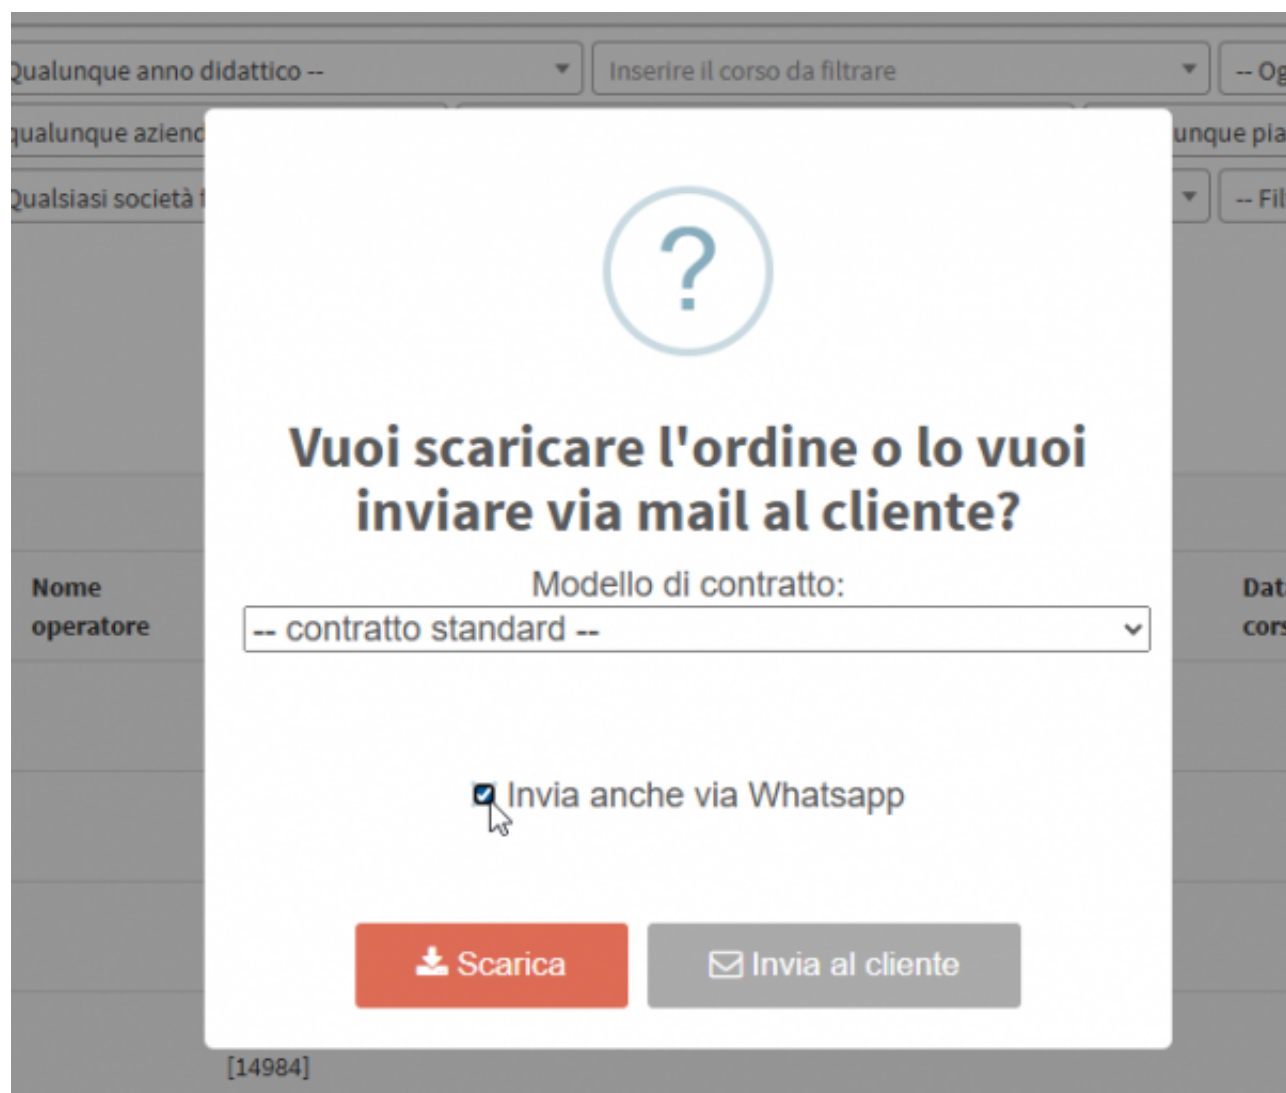 Qualunque anno didattico --
Inserire il corso da filtrare
-- Og
qualunque aziend
unque pia
Qualsiasi società f
-- Fil
?
Vuoi scaricare l'ordine o lo vuoi
inviare via mail al cliente?
Modello di contratto:
-- contratto standard --
Nome
operatore
Dat
cors
Invia anche via Whatsapp
Scarica
Invia al cliente
[14984]